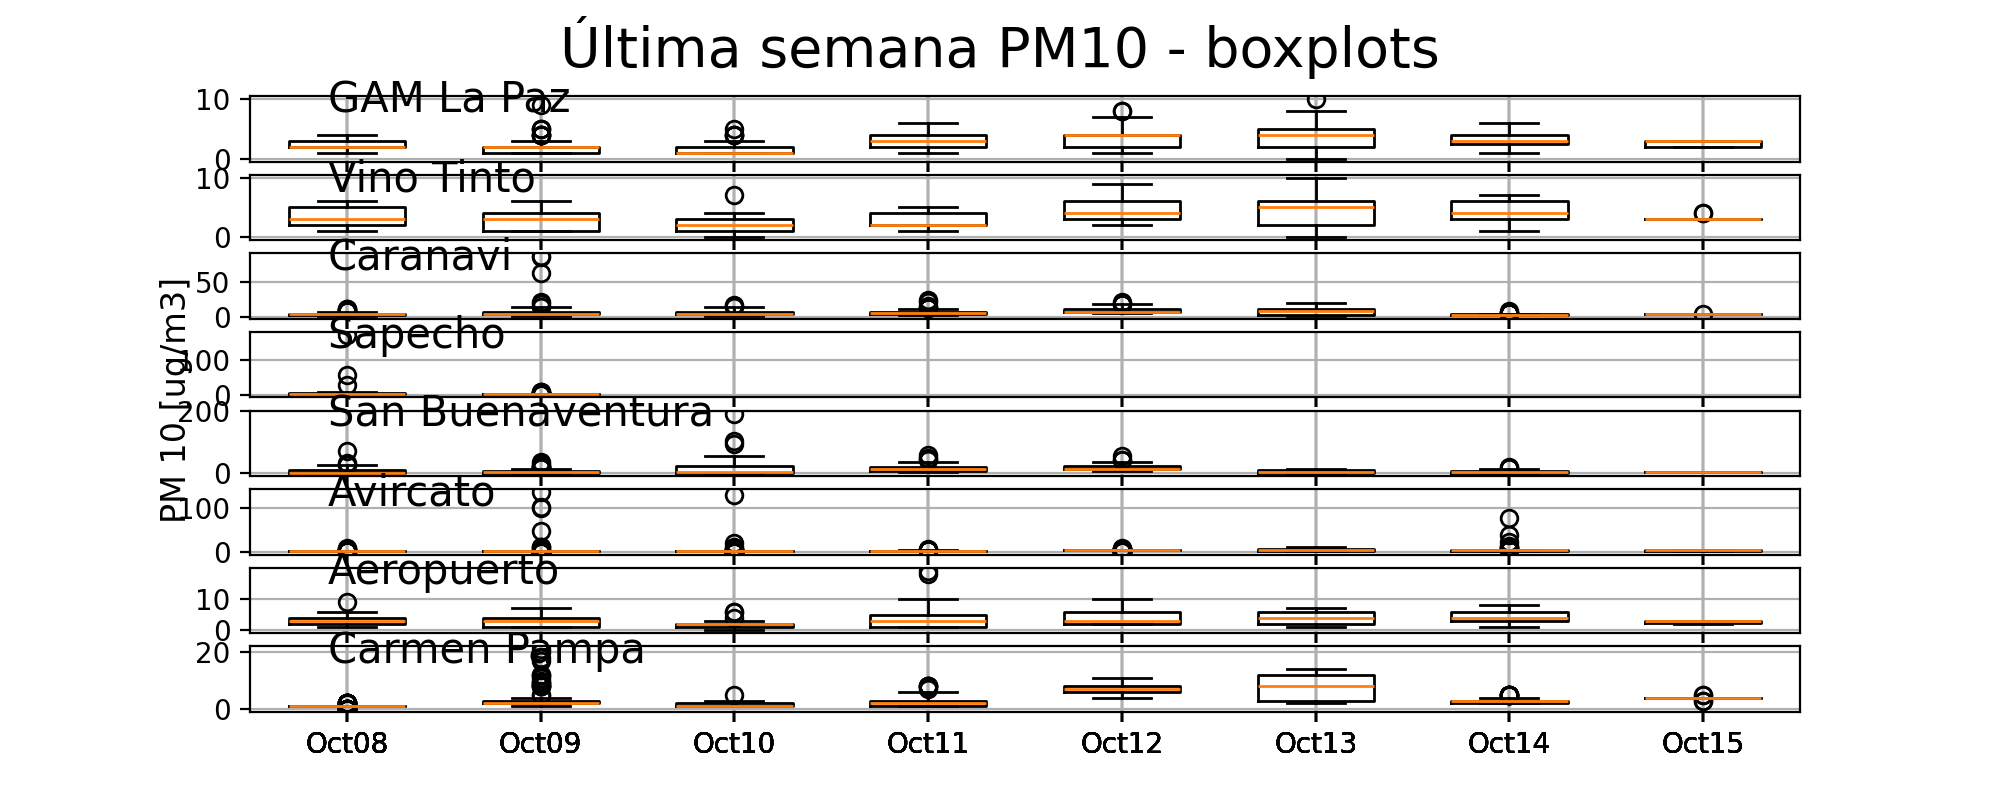 Última semana PM10 - boxplots
GAM La Paz
10
0
Vino Tinto
10
0
Caranavi
50
0
Sapecho
100
0
San Buenaventura
200
0
Avircato
100
0
Aeropuerto
10
0
Carmen Pampa
20
0
PM 10 [ug/m3]
Oct08 Oct09 Oct10 Oct11 Oct12 Oct13 Oct14 Oct15